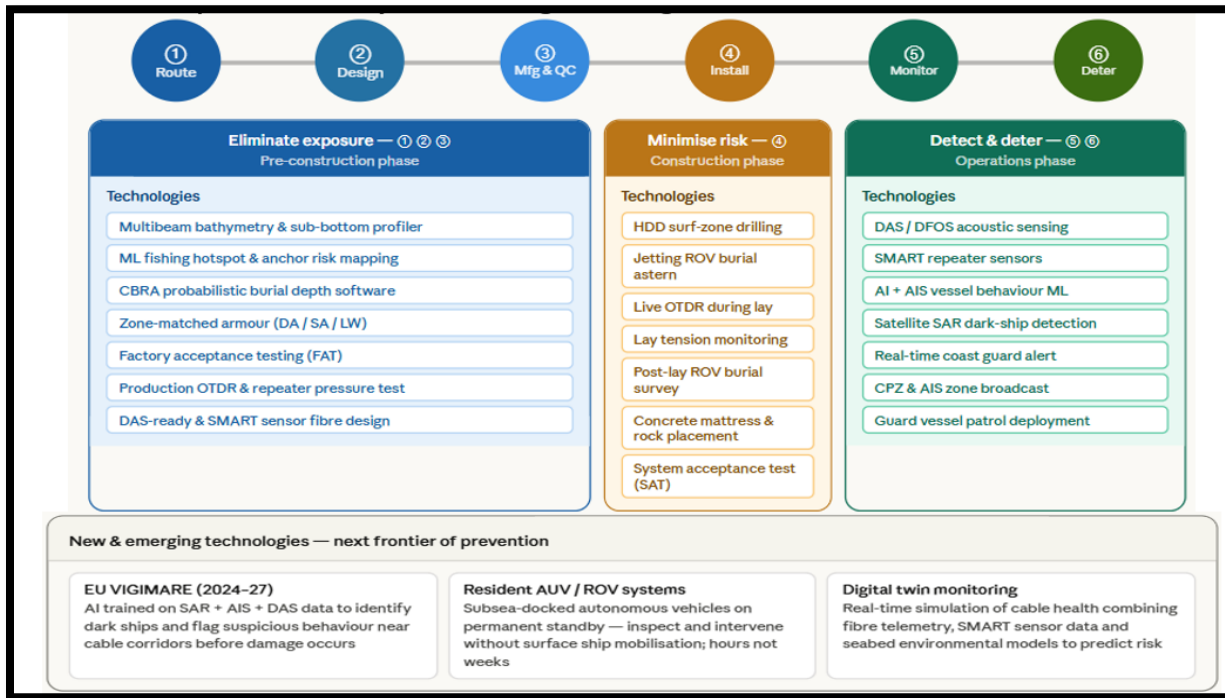 ①
Route
②
Design
③
Mfg & QC
④
Install
⑤
Monitor
⑥
Deter
Eliminate exposure — ① ② ③
Pre-construction phase
Technologies
Multibeam bathymetry & sub-bottom profiler
ML fishing hotspot & anchor risk mapping
CBRA probabilistic burial depth software
Zone-matched armour (DA / SA / LW)
Factory acceptance testing (FAT)
Production OTDR & repeater pressure test
DAS-ready & SMART sensor fibre design
Minimise risk — ④
Construction phase
Technologies
HDD surf-zone drilling
Jetting ROV burial
astern
Live OTDR during lay
Lay tension monitoring
Post-lay ROV burial
survey
Concrete mattress &
rock placement
System acceptance test
(SAT)
Detect & deter — ⑤ ⑥
Operations phase
Technologies
DAS / DFOS acoustic sensing
SMART repeater sensors
AI + AIS vessel behaviour ML
Satellite SAR dark-ship detection
Real-time coast guard alert
CPZ & AIS zone broadcast
Guard vessel patrol deployment
New & emerging technologies — next frontier of prevention
EU VIGIMARE (2024–27)
AI trained on SAR + AIS + DAS data to identify
dark ships and flag suspicious behaviour near
cable corridors before damage occurs
Resident AUV / ROV systems
Subsea-docked autonomous vehicles on
permanent standby — inspect and intervene
without surface ship mobilisation; hours not
weeks
Digital twin monitoring
Real-time simulation of cable health combining
fibre telemetry, SMART sensor data and
seabed environmental models to predict risk